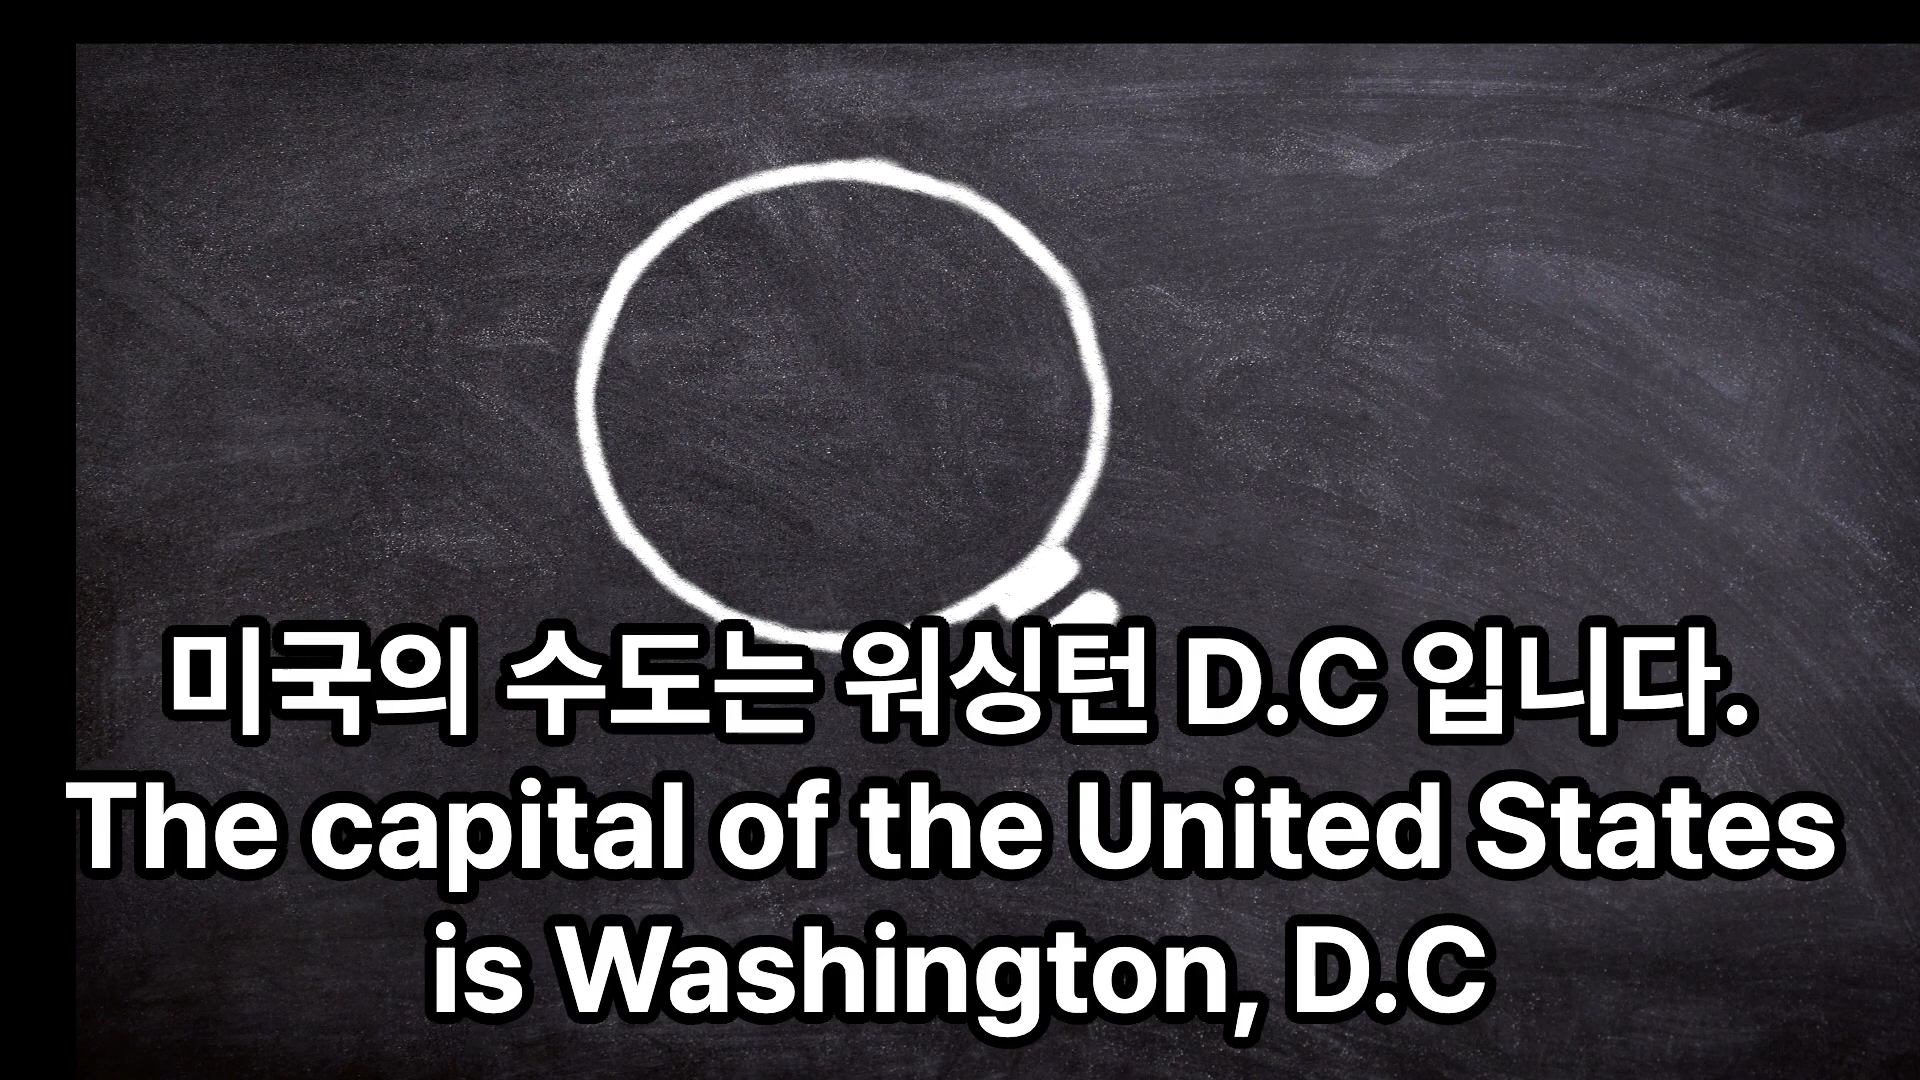 미국의 수도는 워싱턴 D.C 입니다.
The capital of the United States
is Washington, D.C